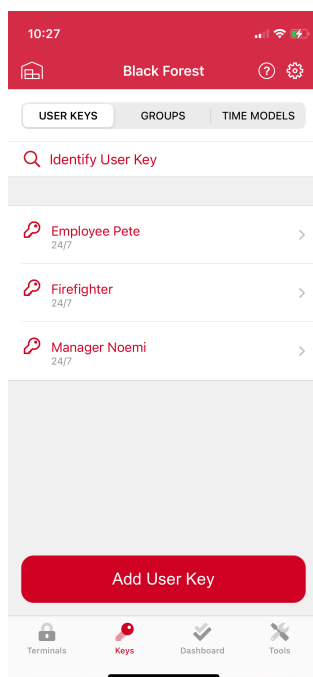 10:27
Black Forest
USER KEYS
GROUPS
TIME MODELS
Identify User Key
Employee Pete
24/7
Firefighter
24/7
Manager Noemi
24/7
Add User Key
Terminals
Keys
Dashboard
Tools